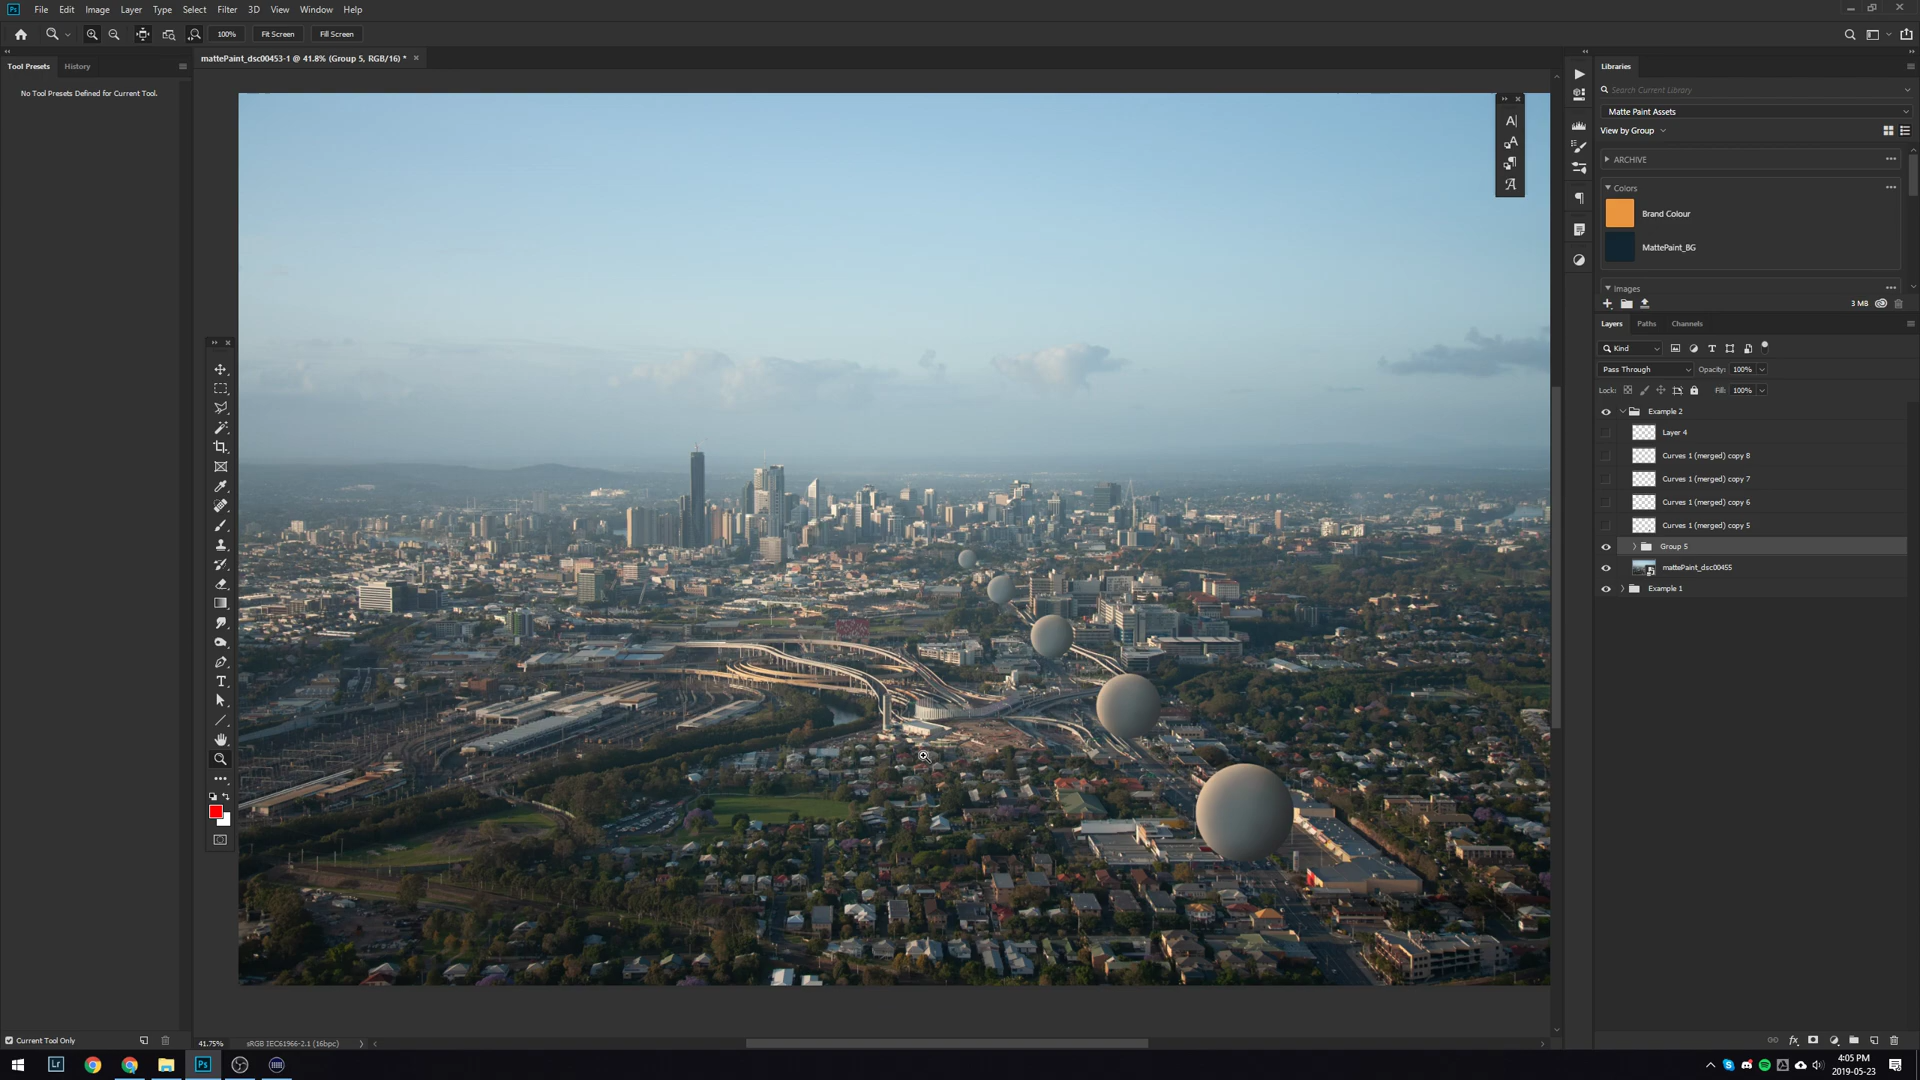 Ps File Edit Image Layer Type Select Filter 3D View Window Help
100% Fit Screen Fill Screen
mattePaint_dsc00453-1 @ 41.8% (Group 5, RGB/16) *
Tool Presets History
No Tool Presets Defined for Current Tool.
Libraries
Search Current Library
Matte Paint Assets
View by Group
ARCHIVE
Colors
Brand Colour
MattePaint_BG
Images
3 MB
Layers Paths Channels
Kind
Pass Through Opacity: 100%
Lock: Fill: 100%
Example 2
Layer 4
Curves 1 (merged) copy 8
Curves 1 (merged) copy 7
Curves 1 (merged) copy 6
Curves 1 (merged) copy 5
Group 5
mattePaint_dsc00455
Example 1
Current Tool Only
41.75% sRGB IEC61966-2.1 (16bpc)
Lr Ps
4:05 PM
2019-05-23